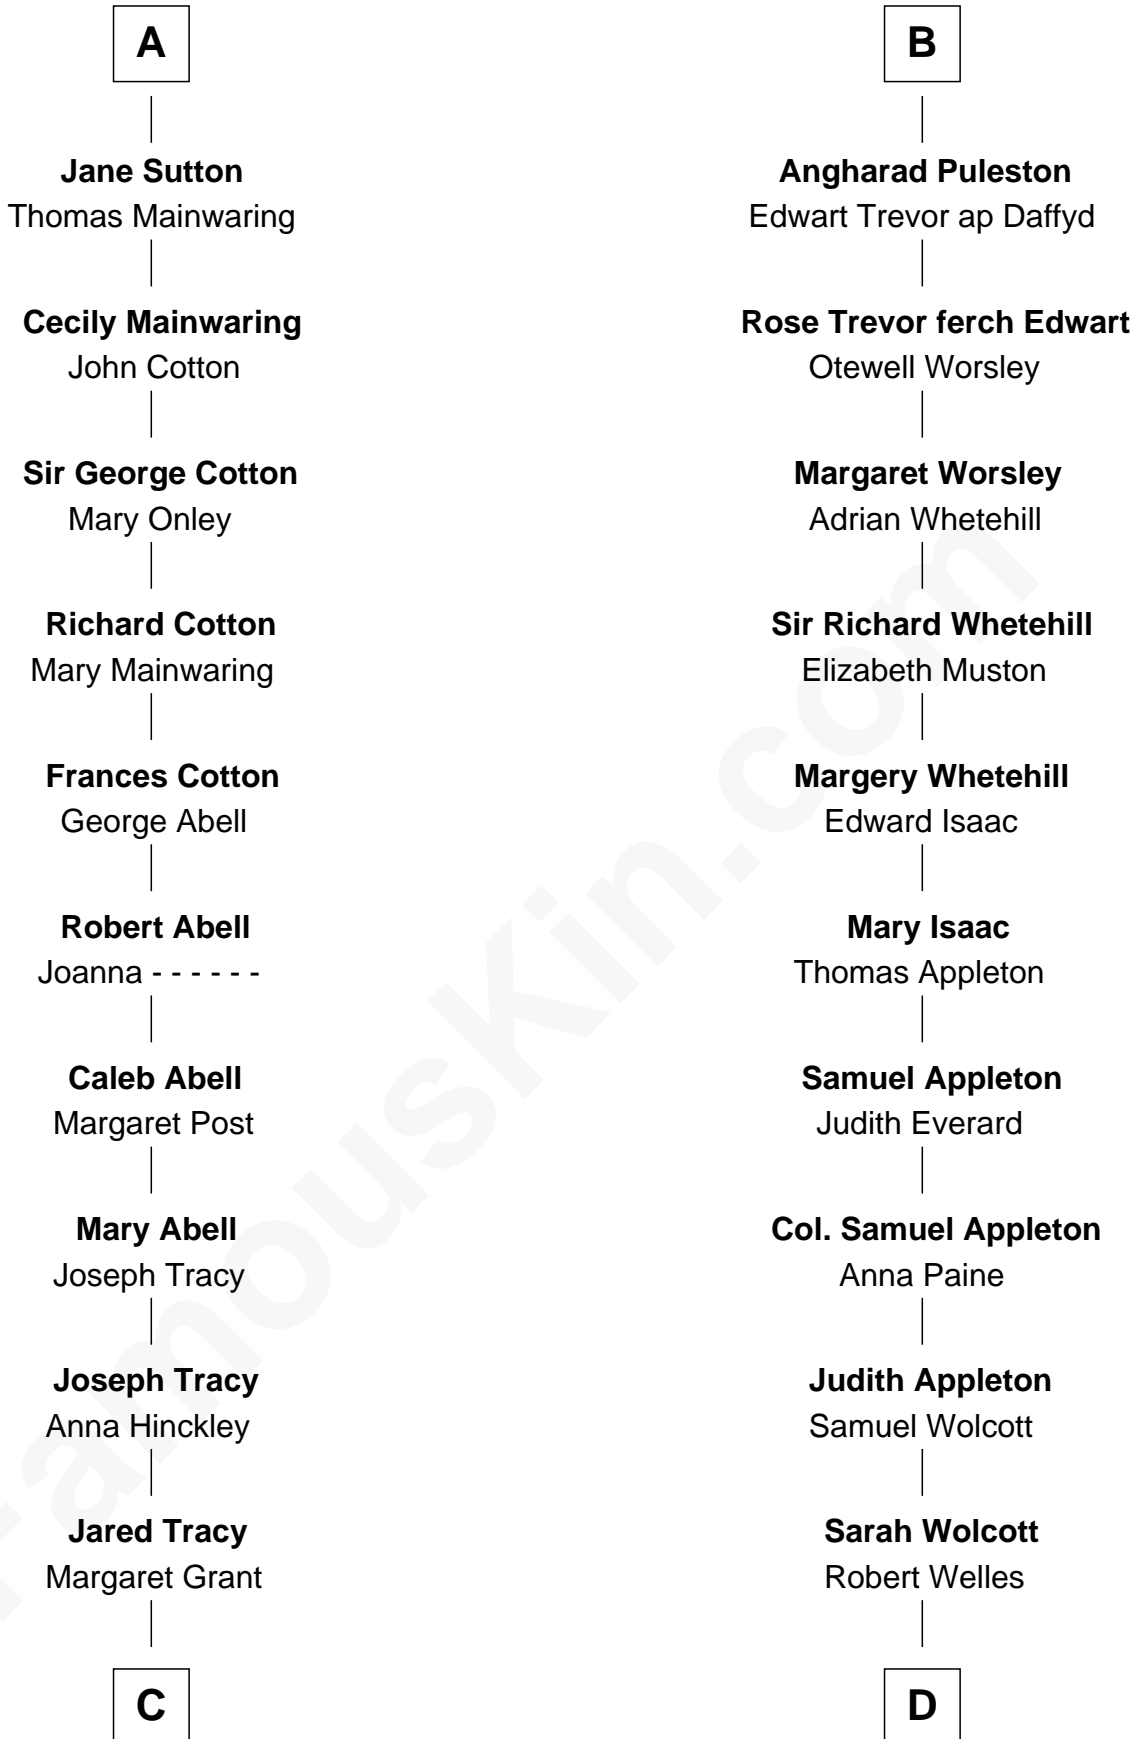 A
Jane Sutton
Thomas Mainwaring
Cecily Mainwaring
John Cotton
Sir George Cotton
Mary Onley
Richard Cotton
Mary Mainwaring
Frances Cotton
George Abell
Robert Abell
Joanna - - - - - -
Caleb Abell
Margaret Post
Mary Abell
Joseph Tracy
Joseph Tracy
Anna Hinckley
Jared Tracy
Margaret Grant
C
B
Angharad Puleston
Edwart Trevor ap Daffyd
Rose Trevor ferch Edwart
Otewell Worsley
Margaret Worsley
Adrian Whetehill
Sir Richard Whetehill
Elizabeth Muston
Margery Whetehill
Edward Isaac
Mary Isaac
Thomas Appleton
Samuel Appleton
Judith Everard
Col. Samuel Appleton
Anna Paine
Judith Appleton
Samuel Wolcott
Sarah Wolcott
Robert Welles
D
FamousKin.com